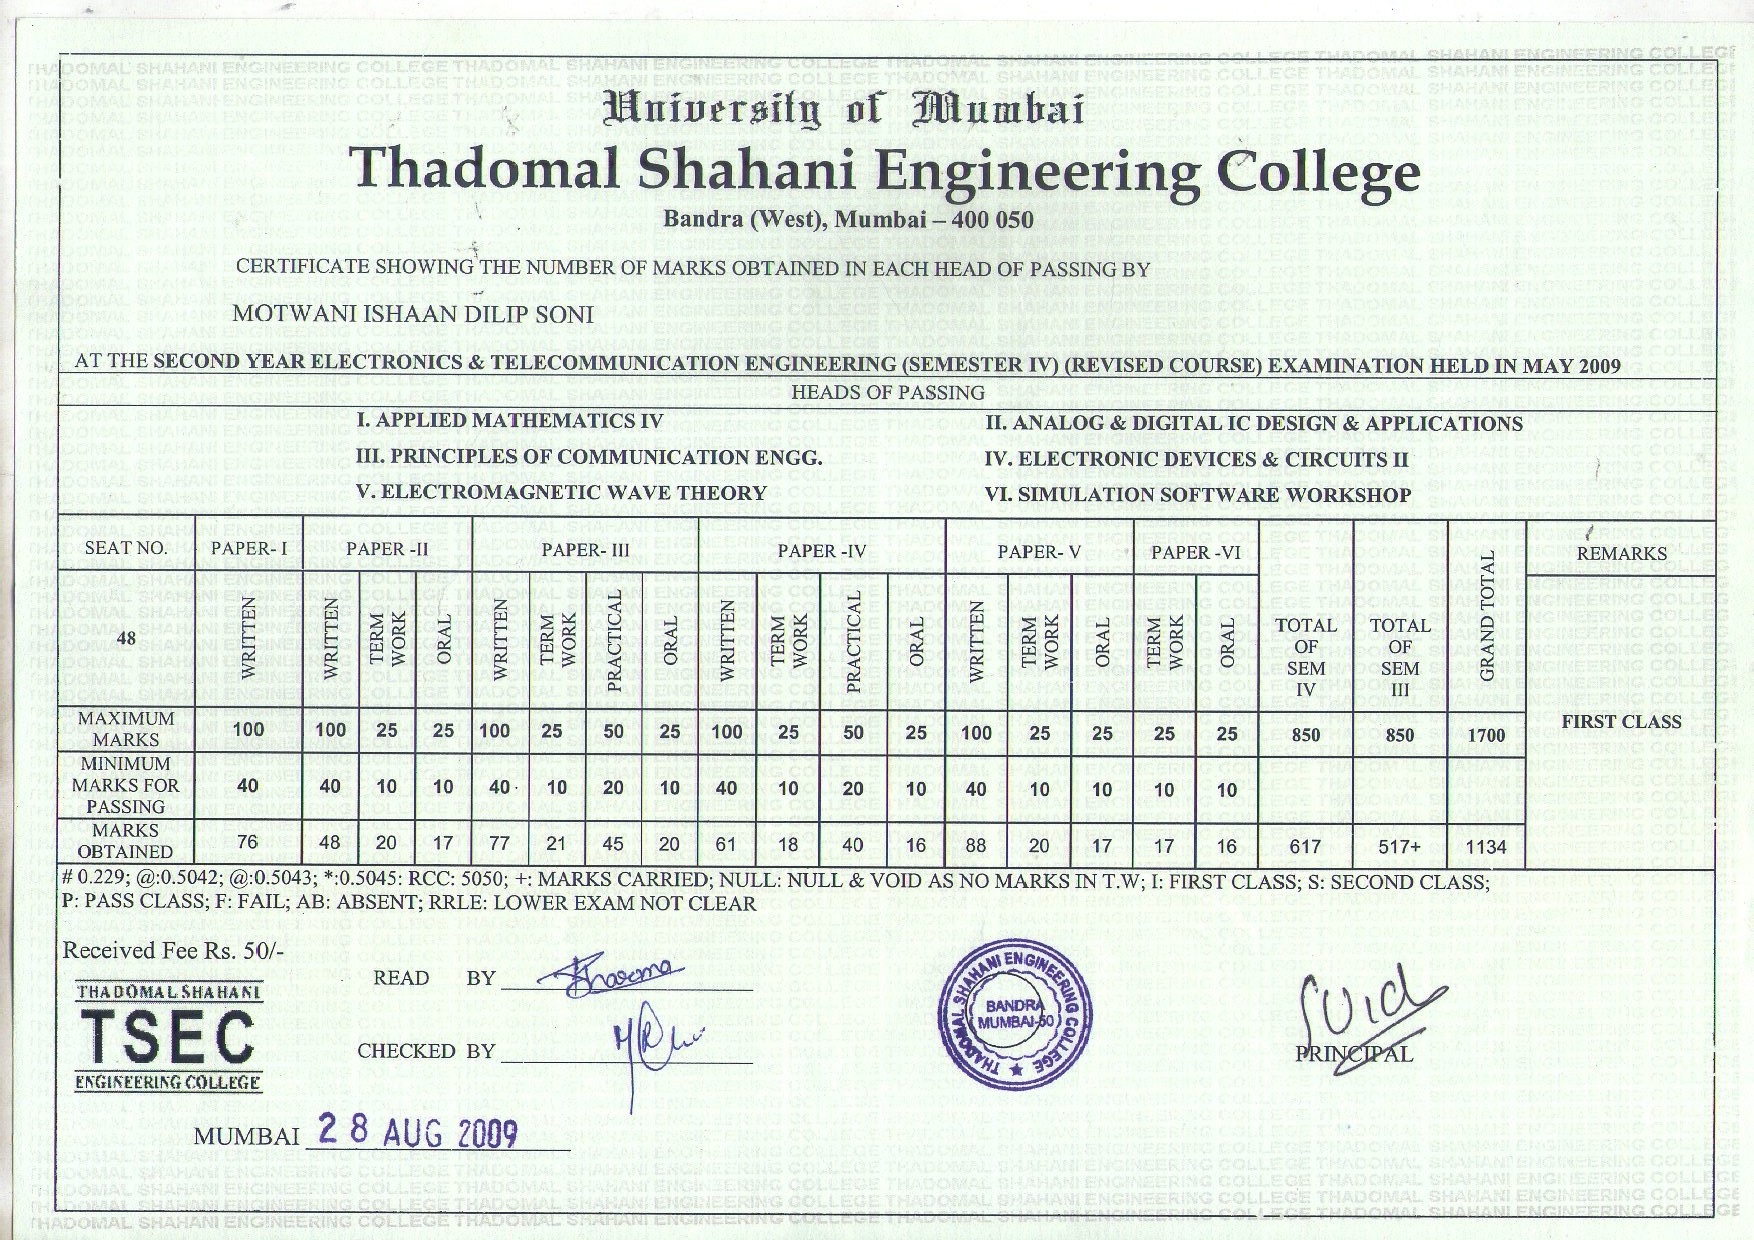 University of Mumbai
Thadomal Shahani Engineering College
Bandra (West), Mumbai – 400 050
CERTIFICATE SHOWING THE NUMBER OF MARKS OBTAINED IN EACH HEAD OF PASSING BY
MOTWANI ISHAAN DILIP SONI
AT THE SECOND YEAR ELECTRONICS & TELECOMMUNICATION ENGINEERING (SEMESTER IV) (REVISED COURSE) EXAMINATION HELD IN MAY 2009
HEADS OF PASSING
I. APPLIED MATHEMATICS IV II. ANALOG & DIGITAL IC DESIGN & APPLICATIONS
III. PRINCIPLES OF COMMUNICATION ENGG. IV. ELECTRONIC DEVICES & CIRCUITS II
V. ELECTROMAGNETIC WAVE THEORY VI. SIMULATION SOFTWARE WORKSHOP
SEAT NO. PAPER- I PAPER -II PAPER- III PAPER -IV PAPER- V PAPER -VI TOTAL OF SEM IV TOTAL OF SEM III GRAND TOTAL REMARKS
48 WRITTEN WRITTEN TERM WORK ORAL WRITTEN TERM WORK PRACTICAL ORAL WRITTEN TERM WORK PRACTICAL ORAL WRITTEN TERM WORK ORAL TERM WORK ORAL
MAXIMUM MARKS 100 100 25 25 100 25 50 25 100 25 50 25 100 25 25 25 25 850 850 1700 FIRST CLASS
MINIMUM MARKS FOR PASSING 40 40 10 10 40 10 20 10 40 10 20 10 40 10 10 10 10
MARKS OBTAINED 76 48 20 17 77 21 45 20 61 18 40 16 88 20 17 17 16 617 517+ 1134
# 0.229; @:0.5042; @:0.5043; *:0.5045: RCC: 5050; +: MARKS CARRIED; NULL: NULL & VOID AS NO MARKS IN T.W; I: FIRST CLASS; S: SECOND CLASS;
P: PASS CLASS; F: FAIL; AB: ABSENT; RRLE: LOWER EXAM NOT CLEAR
Received Fee Rs. 50/-
THADOMAL SHAHANI
TSEC
ENGINEERING COLLEGE
READ BY
CHECKED BY
THADOMAL SHAHANI ENGINEERING COLLEGE
BANDRA
MUMBAI-50
PRINCIPAL
MUMBAI 28 AUG 2009